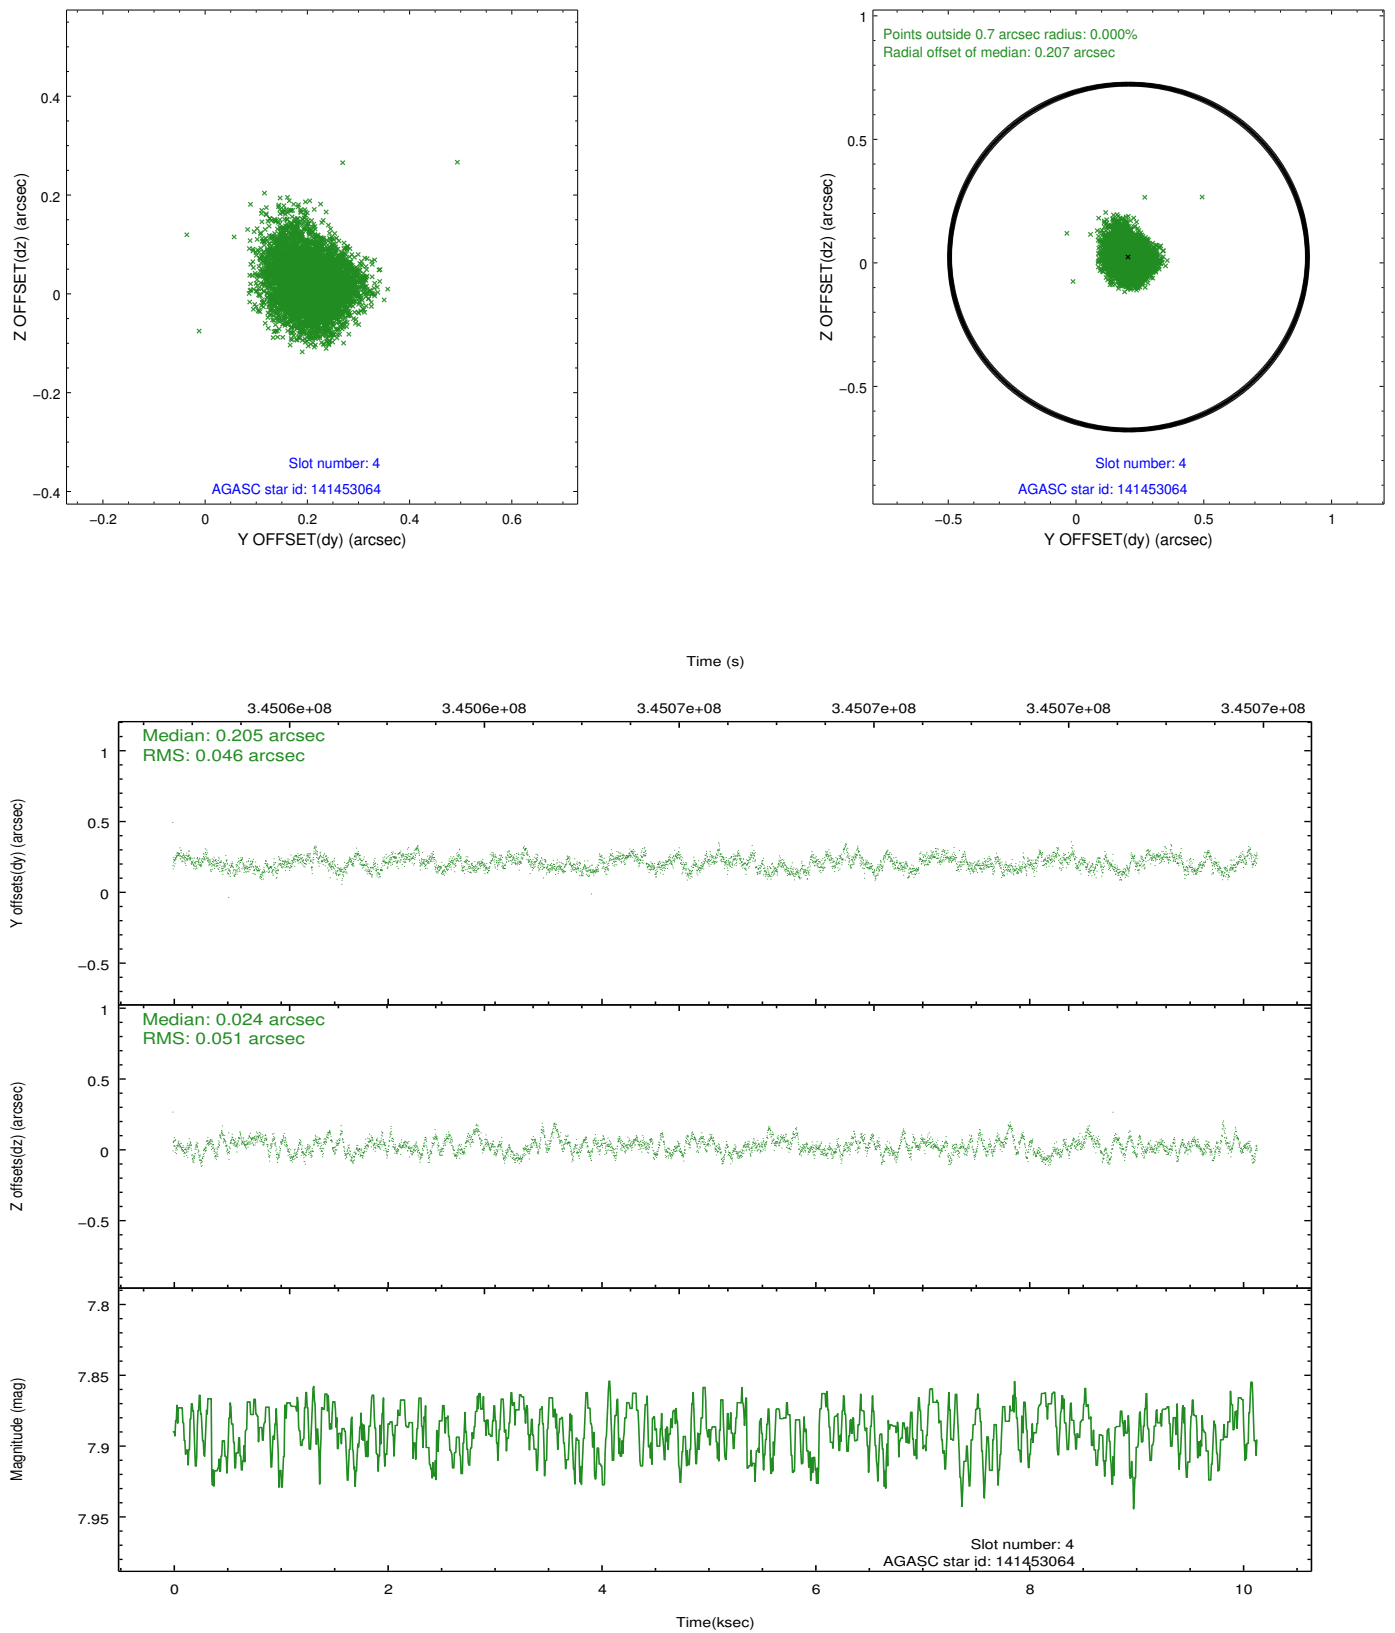 0.4
0.2
0
−0.2
−0.4
Z OFFSET(dz) (arcsec)
Slot number: 4
AGASC star id: 141453064
−0.2 0 0.2 0.4 0.6
Y OFFSET(dy) (arcsec)
1
0.5
0
−0.5
Z OFFSET(dz) (arcsec)
Points outside 0.7 arcsec radius: 0.000%
Radial offset of median: 0.207 arcsec
Slot number: 4
AGASC star id: 141453064
−0.5 0 0.5 1
Y OFFSET(dy) (arcsec)
Time (s)
3.4506e+08 3.4506e+08 3.4507e+08 3.4507e+08 3.4507e+08 3.4507e+08
Median: 0.205 arcsec
RMS: 0.046 arcsec
1
0.5
0
−0.5
Y offsets(dy) (arcsec)
Median: 0.024 arcsec
RMS: 0.051 arcsec
1
0.5
0
−0.5
Z offsets(dz) (arcsec)
7.8
7.85
7.9
7.95
Magnitude (mag)
Slot number: 4
AGASC star id: 141453064
0 2 4 6 8 10
Time(ksec)